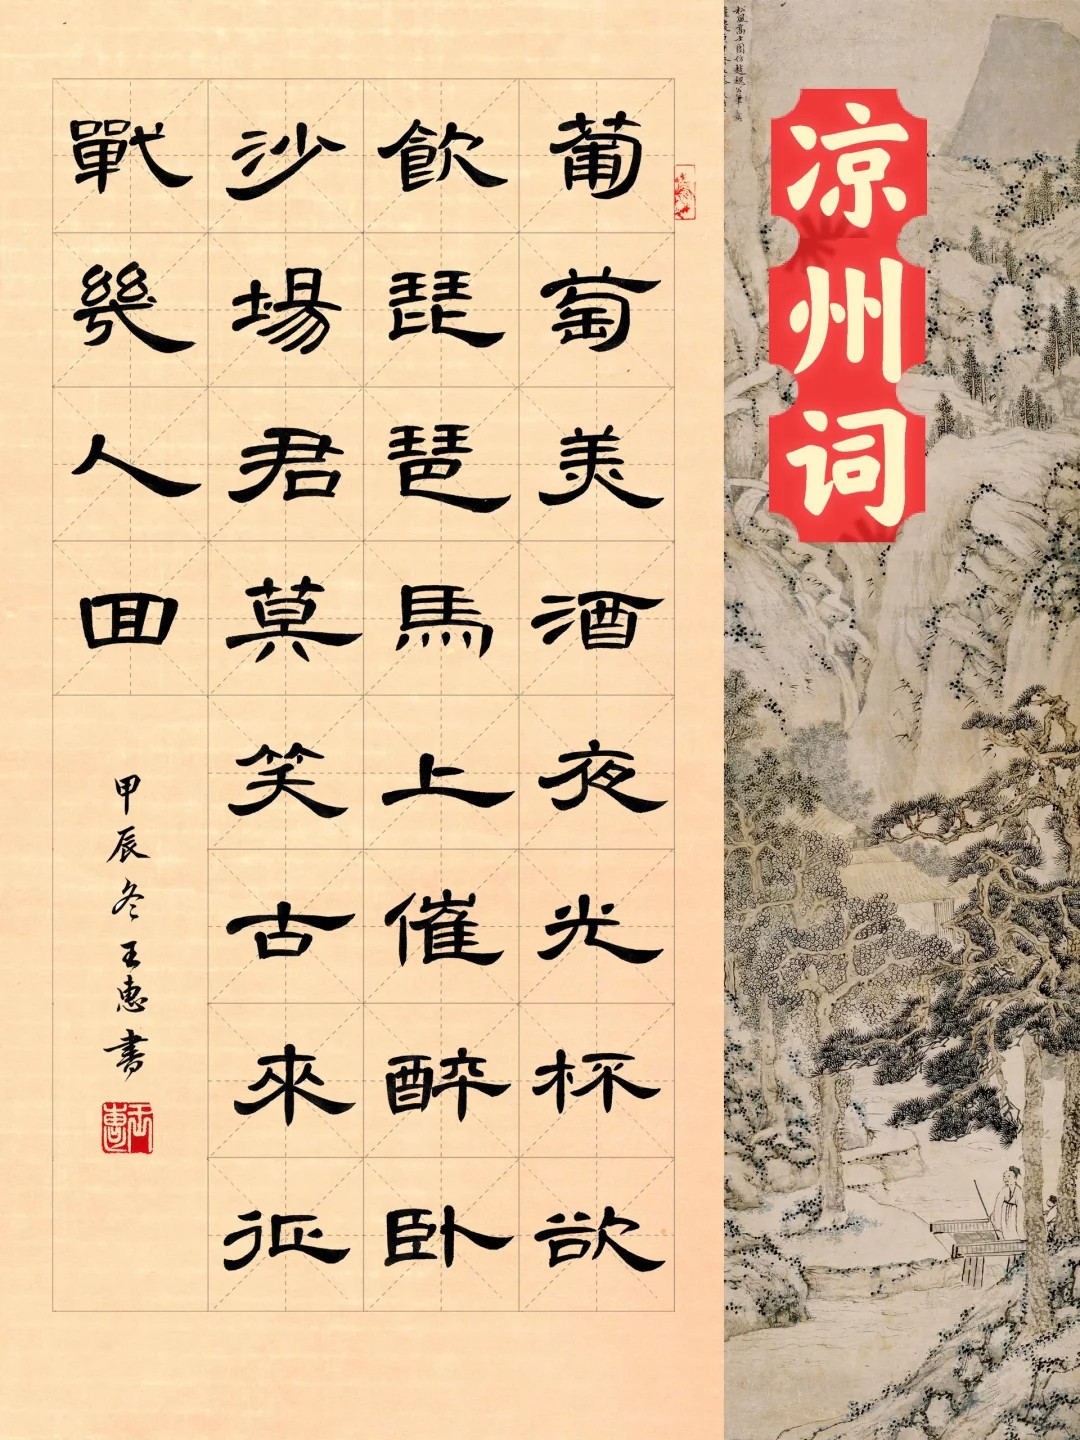 凉州词
葡萄美酒夜光杯欲
飲琵琶馬上催醉卧
沙場君莫笑古來征
戰幾人囬
甲辰冬王惠書